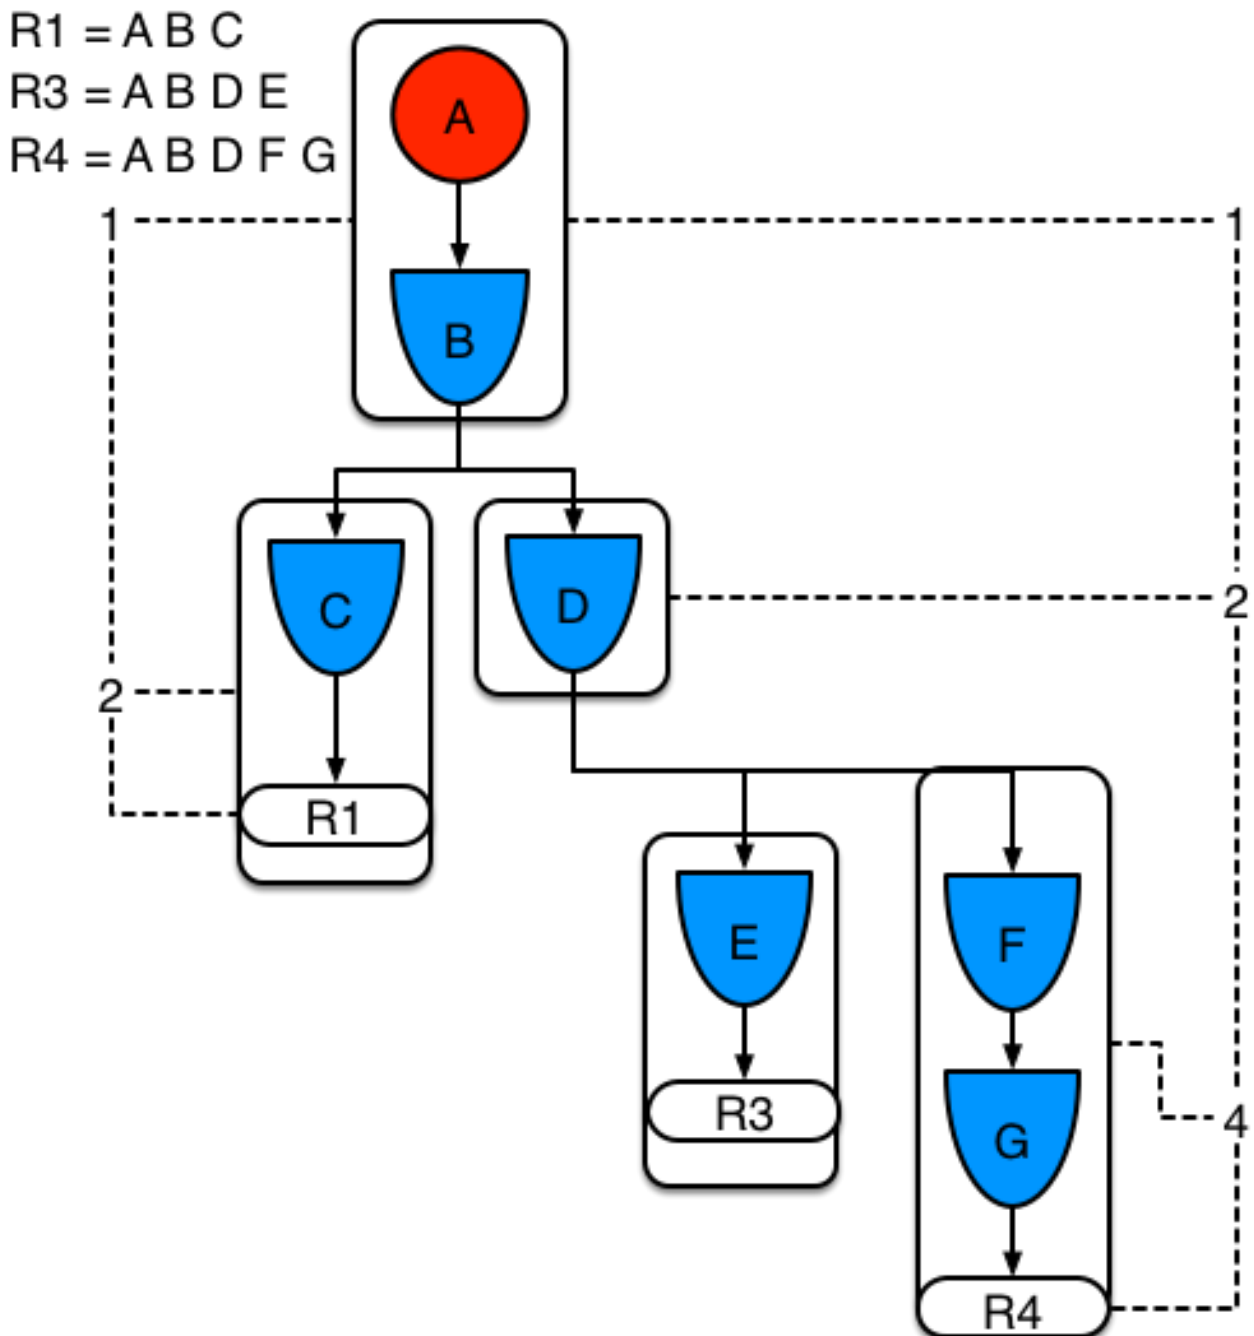 R1 = A B C
R3 = A B D E
R4 = A B D F G
A
1
1
B
C
D
2
2
R1
E
F
R3
G
4
R4